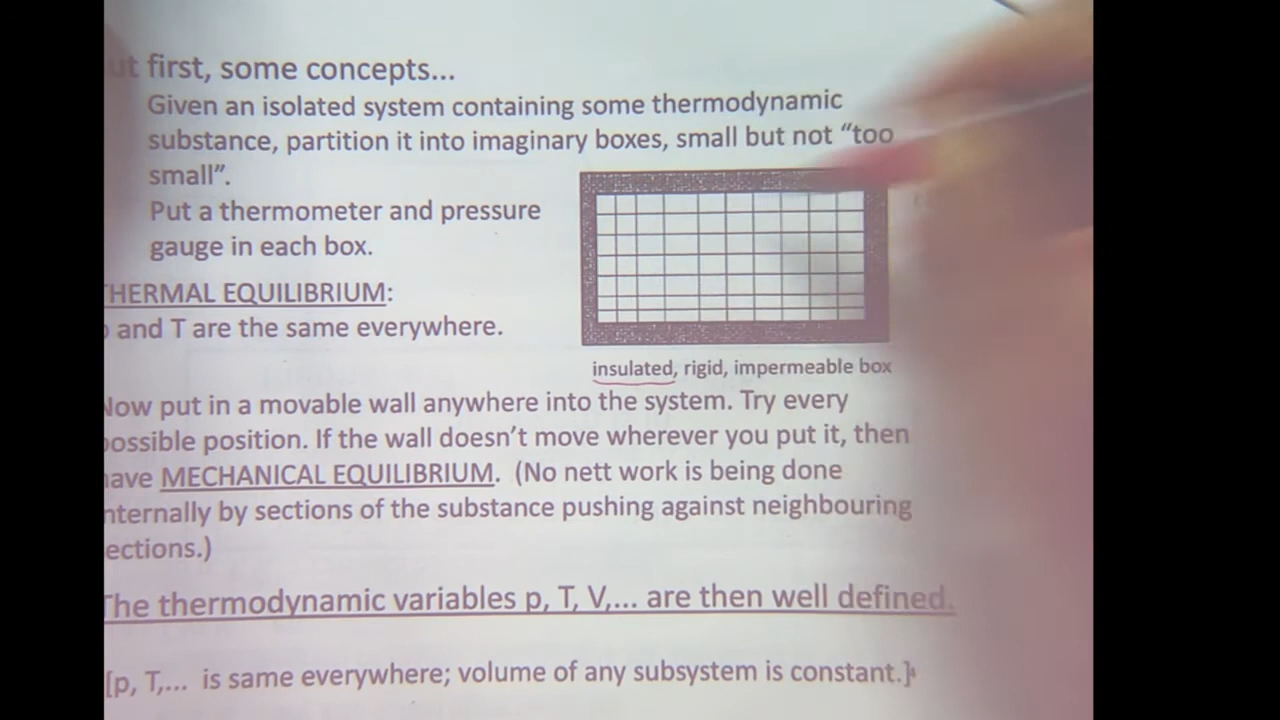 ut first, some concepts...
Given an isolated system containing some thermodynamic
substance, partition it into imaginary boxes, small but not “too
small”.
Put a thermometer and pressure
gauge in each box.
HERMAL EQUILIBRIUM:
and T are the same everywhere.
insulated, rigid, impermeable box
Now put in a movable wall anywhere into the system. Try every
possible position. If the wall doesn’t move wherever you put it, then
have MECHANICAL EQUILIBRIUM. (No nett work is being done
nternally by sections of the substance pushing against neighbouring
ections.)
The thermodynamic variables p, T, V,... are then well defined.
[p, T,... is same everywhere; volume of any subsystem is constant.]